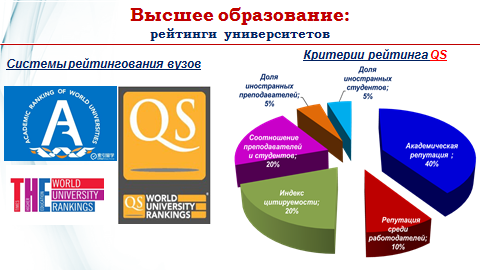 Высшее образование:
рейтинги университетов
Системы рейтингования вузов
Критерии рейтинга QS
ACADEMIC RANKING OF WORLD UNIVERSITIES
QS
QS WORLD
UNIVERSITY
RANKINGS
THE WORLD
UNIVERSITY
RANKINGS
Доля
иностранных
преподавателей;
5%
Доля
иностранных
студентов;
5%
Соотношение
преподавателей
и студентов;
20%
Академическая
репутация ;
40%
Индекс
цитируемости;
20%
Репутация
среди
работодателей;
10%